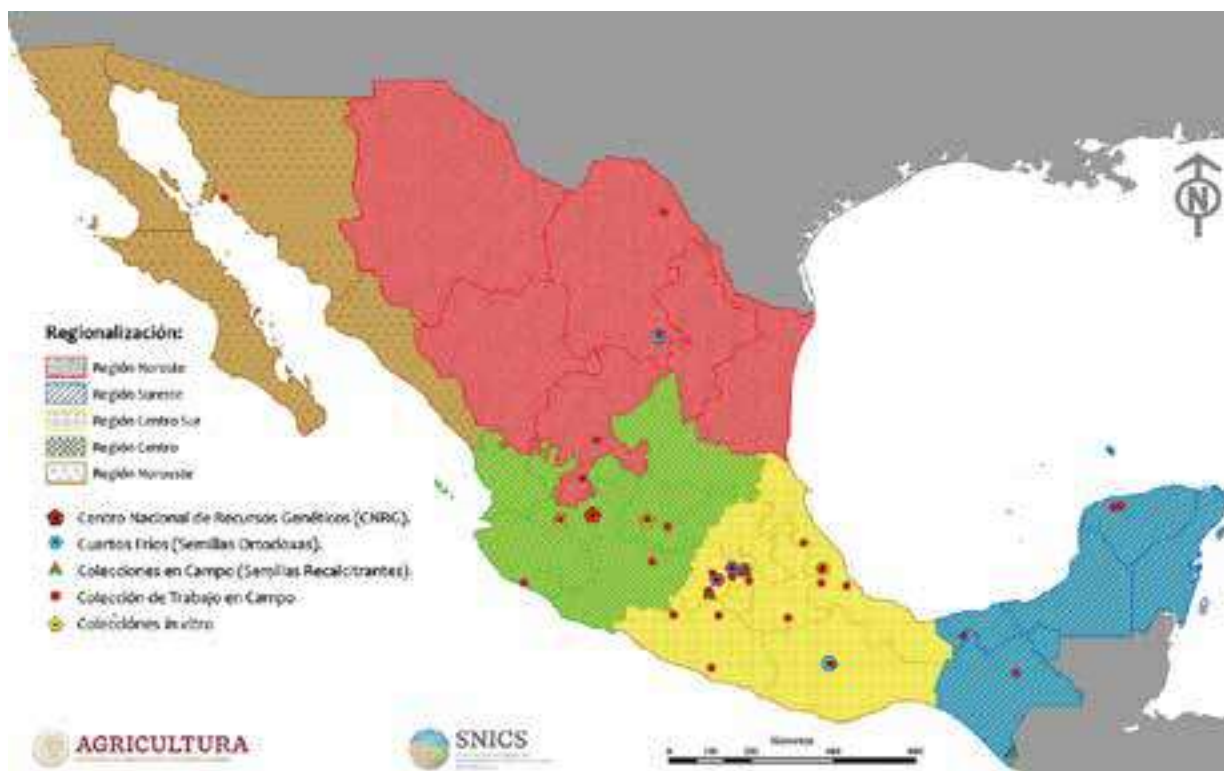 N
Regionalización:
Región Noreste
Región Sureste
Región Centro Sur
Región Centro
Región Noroeste
Centro Nacional de Recursos Genéticos (CNRG).
Cuartos Fríos (Semillas Ortodoxas).
Colecciones en Campo (Semillas Recalcitrantes).
Colección de Trabajo en Campo
Colecciones in vitro
AGRICULTURA
SNICS
0